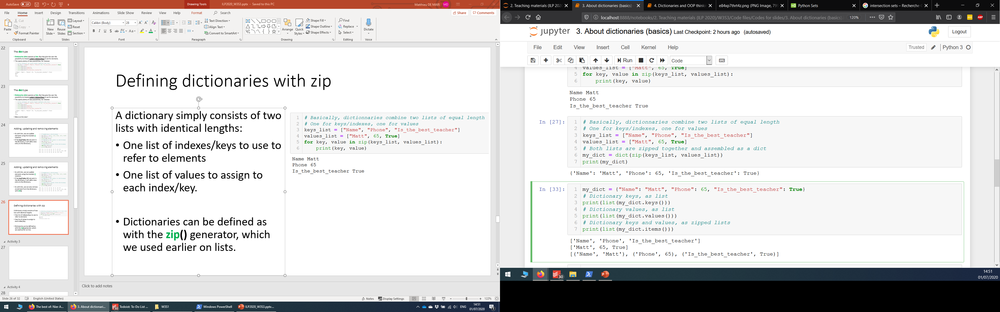 AutoSave Off
Drawing Tools
ILP2020_W3S3.pptx - Saved to this PC
Matthieu DE MARI MD
File Home Insert Design Transitions Animations Slide Show Review View Help Format Search
Share Comments
Paste
Cut
Copy
Format Painter
Clipboard
New Slide
Reuse Slides
Layout
Reset
Section
Slides
Calibri (Body) 28
Font
Text Direction
Align Text
Convert to SmartArt
Paragraph
Arrange
Quick Styles
Shape Fill
Shape Outline
Shape Effects
Drawing
Find
Replace
Select
Editing
Dictate
Voice
22
The dict type
23
The dict type
24
Adding, updating and removing elements
25
Adding, updating and removing elements
26
Defining dictionaries with zip
Activity 3
27
Activity 4
28
Defining dictionaries with zip
A dictionary simply consists of two
lists with identical lengths:
• One list of indexes/keys to use to
refer to elements
• One list of values to assign to
each index/key.
• Dictionaries can be defined as
with the zip() generator, which
we used earlier on lists.
1 # Basically, dictionnaries combine two lists of equal length
2 # One for keys/indexes, one for values
3 keys_list = ["Name", "Phone", "Is_the_best_teacher"]
4 values_list = ["Matt", 65, True]
5 for key, value in zip(keys_list, values_list):
6 print(key, value)
Name Matt
Phone 65
Is_the_best_teacher True
Click to add notes
Slide 26 of 32 English (United States)
Notes Display Settings 122%
The best of: Nier A...
3. About dictionari...
Todoist: To-Do List ...
W3S1
Windows PowerShell
ILP2020_W3S3.pptx...
ENG
14:51
01/07/2020
2. Teaching materials (ILP 2020
3. About dictionaries (basics) -
4. Dictionaries and OOP thinki
e84xp7thrt4z.png (PNG Image, 799
Python Sets
intersection sets – Recherche G
localhost:8888/notebooks/2. Teaching materials (ILP 2020)/W3S3/Code files/Codes for slides/3. About dictionaries (basics).
120%
ABP
jupyter 3. About dictionaries (basics) Last Checkpoint: 2 hours ago (autosaved)
Logout
File Edit View Insert Cell Kernel Help
Trusted Python 3
Run Code
4 values_list = ["Matt", 65, True]
5 for key, value in zip(keys_list, values_list):
6 print(key, value)
Name Matt
Phone 65
Is_the_best_teacher True
In [27]:
1 # Basically, dictionnaries combine two lists of equal length
2 # One for keys/indexes, one for values
3 keys_list = ["Name", "Phone", "Is_the_best_teacher"]
4 values_list = ["Matt", 65, True]
5 # Both lists are zipped together and assembled as a dict
6 my_dict = dict(zip(keys_list, values_list))
7 print(my_dict)
{'Name': 'Matt', 'Phone': 65, 'Is_the_best_teacher': True}
In [33]:
1 my_dict = {"Name": "Matt", "Phone": 65, "Is_the_best_teacher": True}
2 # Dictionary keys, as list
3 print(list(my_dict.keys()))
4 # Dictionary values, as list
5 print(list(my_dict.values()))
6 # Dictionary keys and values, as zipped lists
7 print(list(my_dict.items()))
['Name', 'Phone', 'Is_the_best_teacher']
['Matt', 65, True]
[('Name', 'Matt'), ('Phone', 65), ('Is_the_best_teacher', True)]
30
14:51
01/07/2020